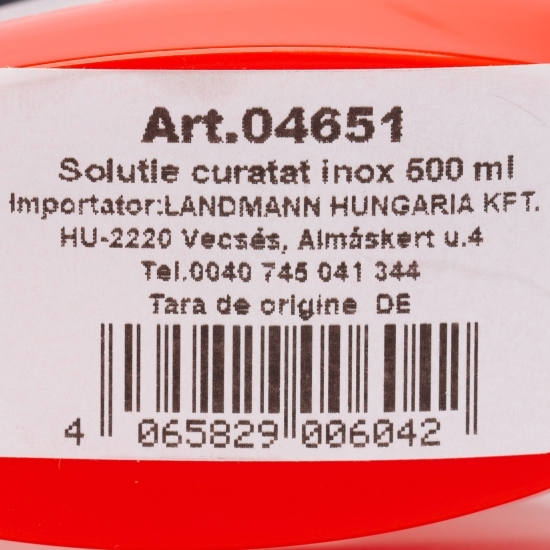 Art.04651
Solutie curatat inox 500 ml
Importator:LANDMANN HUNGARIA KFT.
HU-2220 Vecsés, Almáskert u.4
Tel.0040 745 041 344
Tara de origine DE
4 065829 006042